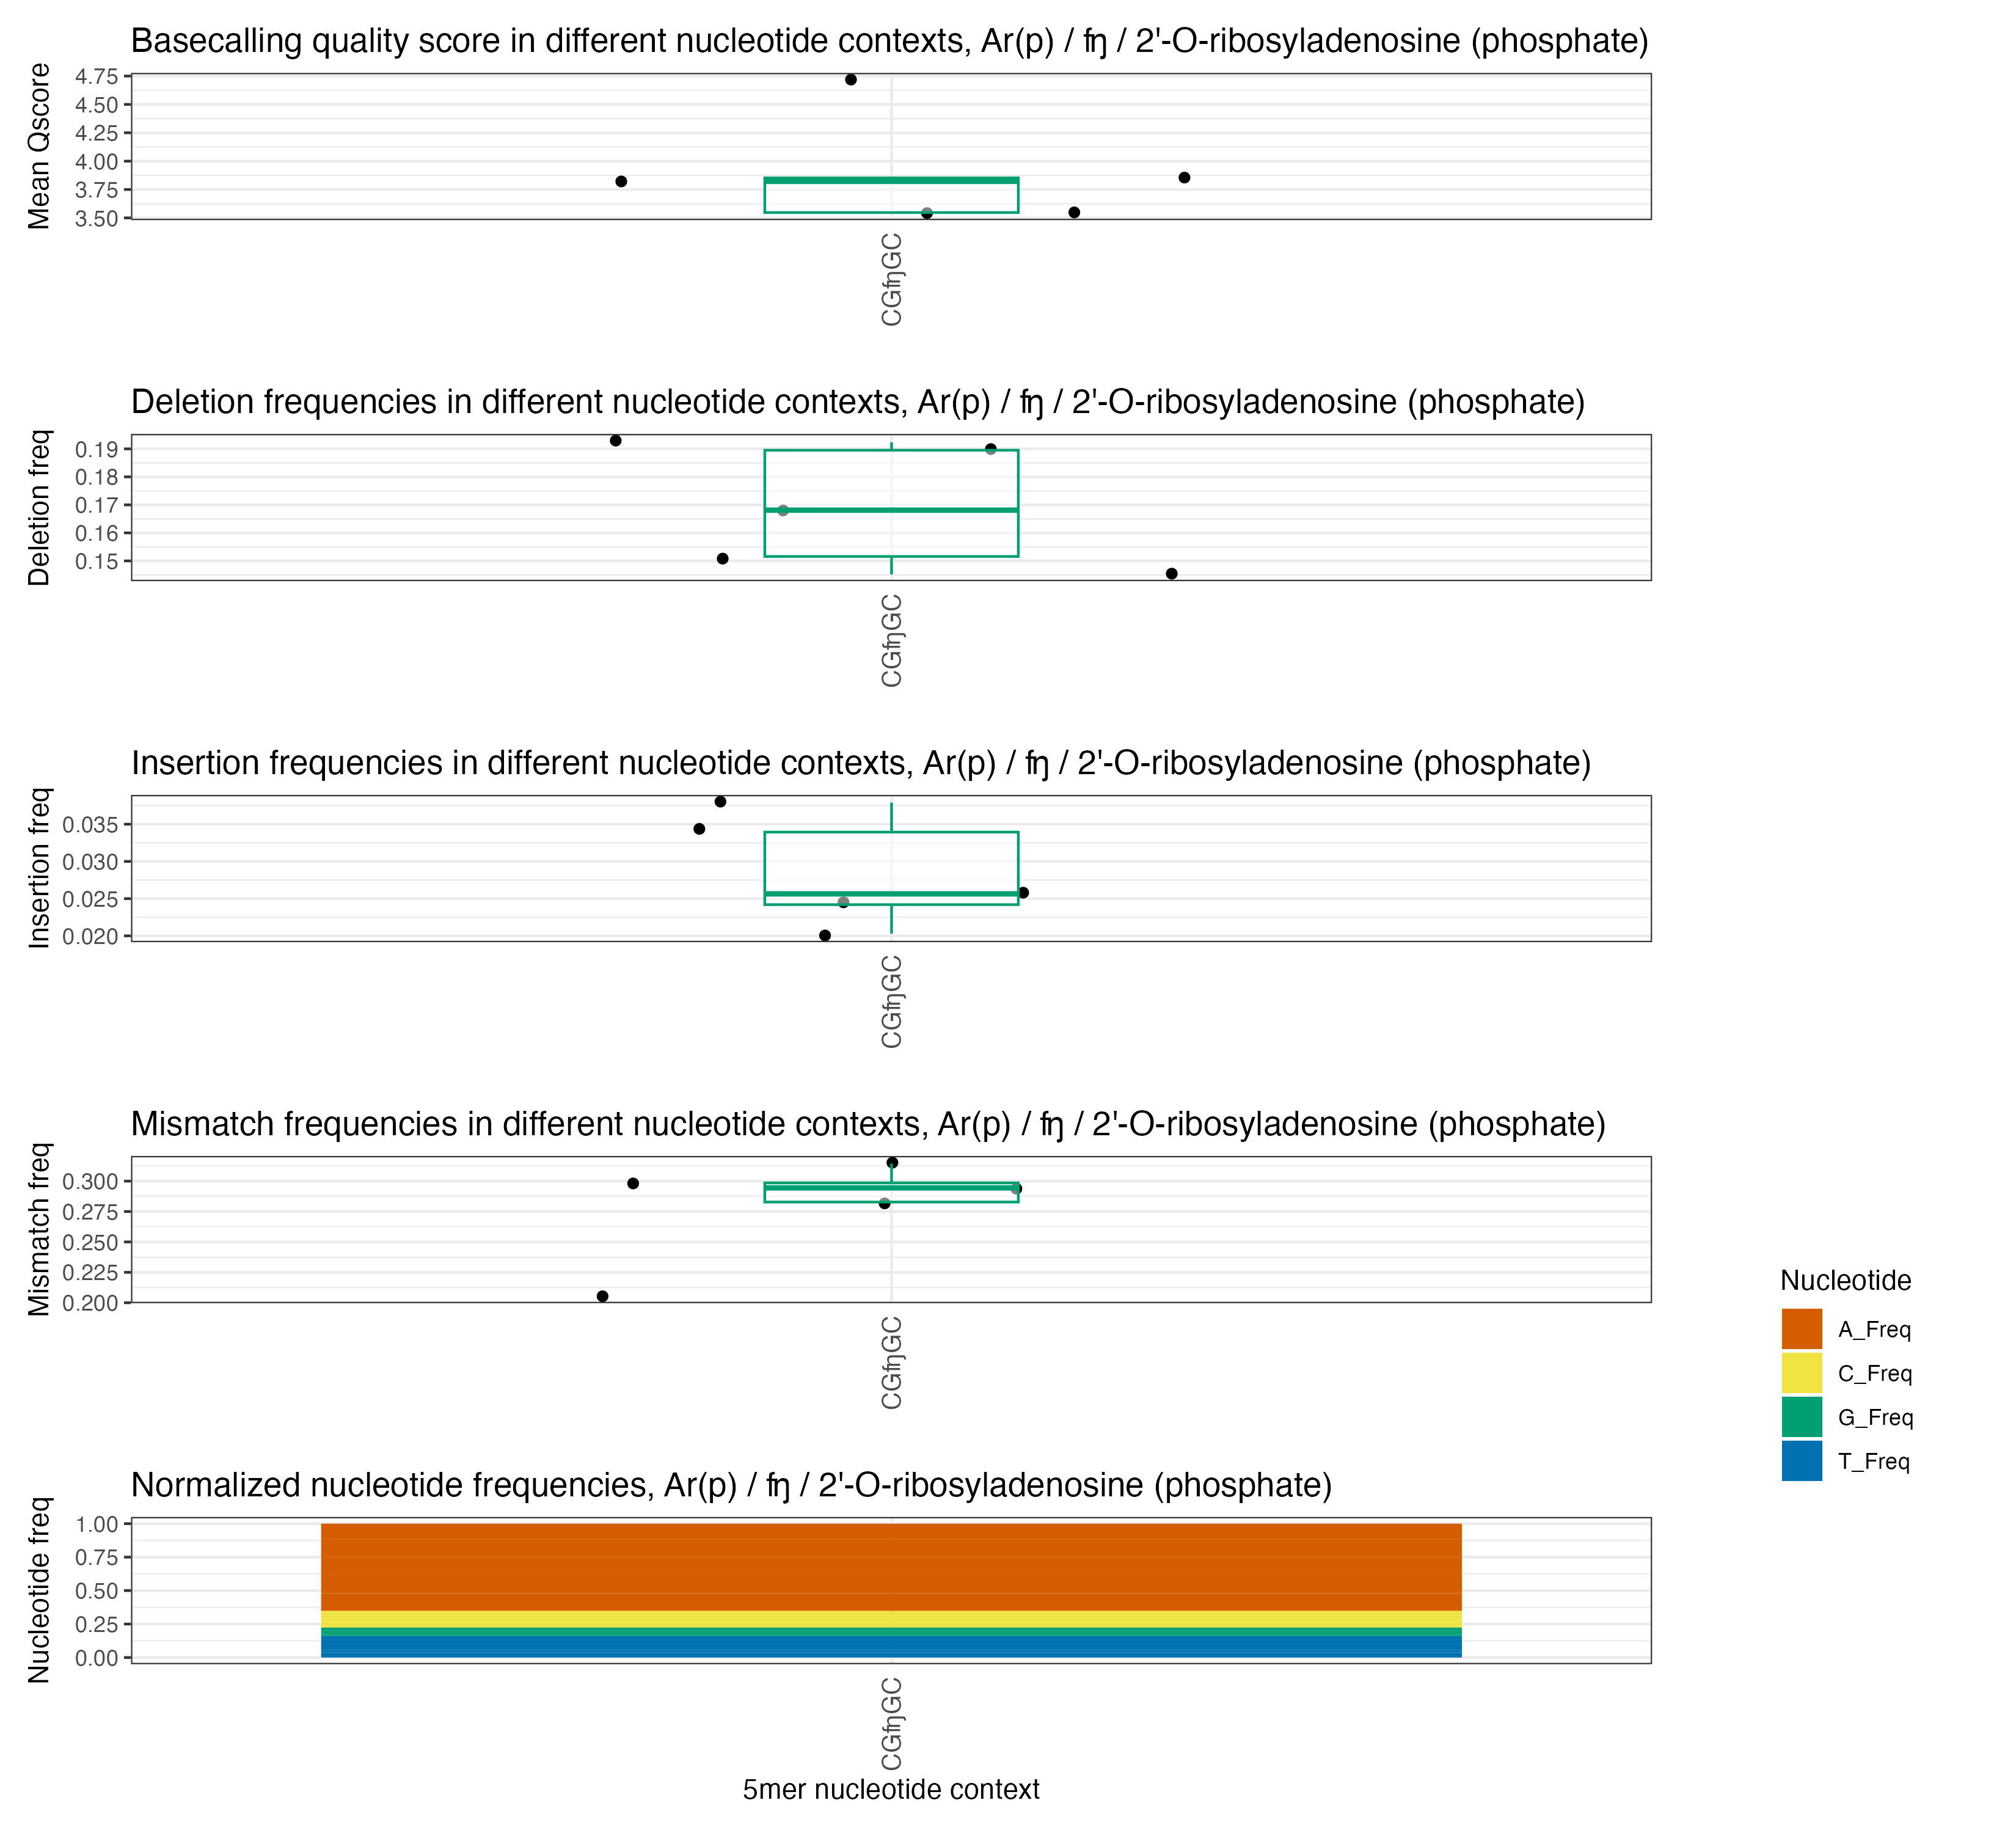 Basecalling quality score in different nucleotide contexts, Ar(p) / ʩ / 2'-O-ribosyladenosine (phosphate)
Mean Qscore
4.75
4.50
4.25
4.00
3.75
3.50
CGʩGC
Deletion frequencies in different nucleotide contexts, Ar(p) / ʩ / 2'-O-ribosyladenosine (phosphate)
Deletion freq
0.19
0.18
0.17
0.16
0.15
CGʩGC
Insertion frequencies in different nucleotide contexts, Ar(p) / ʩ / 2'-O-ribosyladenosine (phosphate)
Insertion freq
0.035
0.030
0.025
0.020
CGʩGC
Mismatch frequencies in different nucleotide contexts, Ar(p) / ʩ / 2'-O-ribosyladenosine (phosphate)
Mismatch freq
0.300
0.275
0.250
0.225
0.200
CGʩGC
Nucleotide
A_Freq
C_Freq
G_Freq
T_Freq
Normalized nucleotide frequencies, Ar(p) / ʩ / 2'-O-ribosyladenosine (phosphate)
Nucleotide freq
1.00
0.75
0.50
0.25
0.00
CGʩGC
5mer nucleotide context